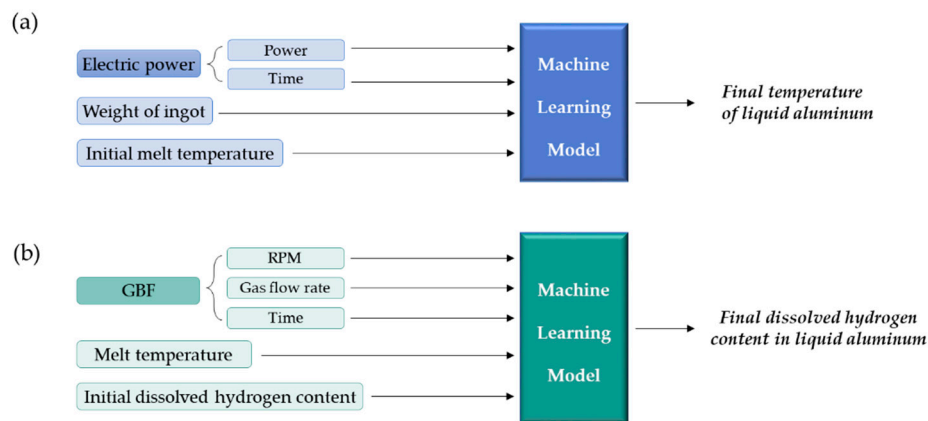 (a)
Power
Electric power
Time
Weight of ingot
Initial melt temperature
Machine
Learning
Model
Final temperature
of liquid aluminum
(b)
RPM
GBF
Gas flow rate
Time
Melt temperature
Initial dissolved hydrogen content
Machine
Learning
Model
Final dissolved hydrogen
content in liquid aluminum